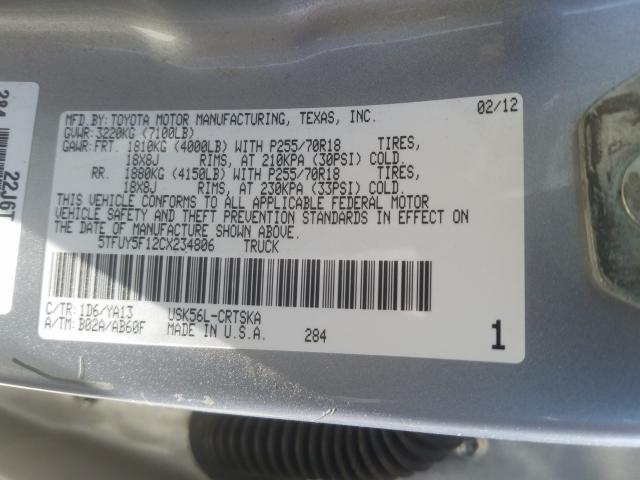 MFD.BY: TOYOTA MOTOR MANUFACTURING, TEXAS, INC. 02/12
GVWR: 3220KG (7100LB)
GAWR: FRT. 1810KG (4000LB) WITH P255/70R18 TIRES,
18X8J RIMS, AT 210KPA (30PSI) COLD.
RR. 1880KG (4150LB) WITH P255/70R18 TIRES,
18X8J RIMS, AT 230KPA (33PSI) COLD.
THIS VEHICLE CONFORMS TO ALL APPLICABLE FEDERAL MOTOR
VEHICLE SAFETY AND THEFT PREVENTION STANDARDS IN EFFECT ON
THE DATE OF MANUFACTURE SHOWN ABOVE.
5TFUY5F12CX234806 TRUCK
C/TR: 1D6/YA13 USK56L-CRTSKA
A/TM: B02A/AB60F MADE IN U.S.A. 284
1